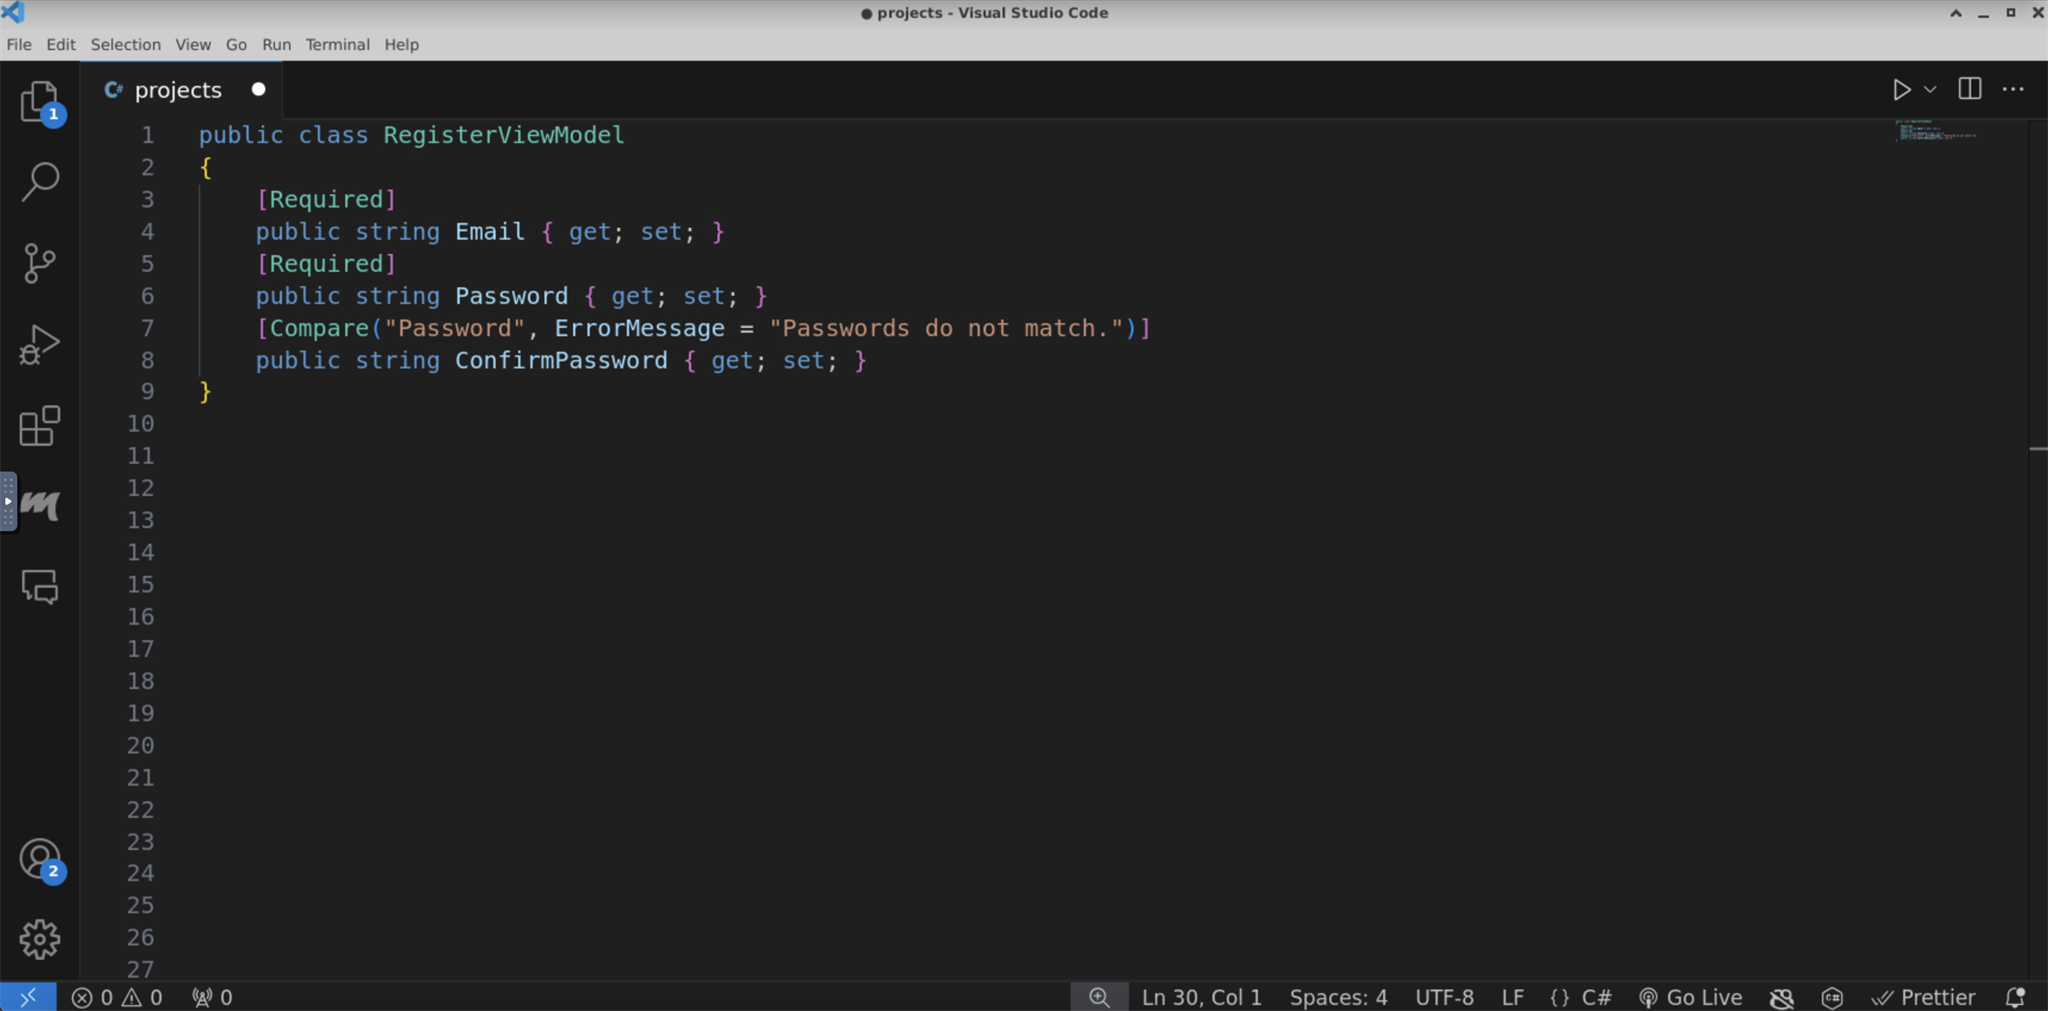 ● projects - Visual Studio Code
File Edit Selection View Go Run Terminal Help
C# projects
1 public class RegisterViewModel
2 {
3 [Required]
4 public string Email { get; set; }
5 [Required]
6 public string Password { get; set; }
7 [Compare("Password", ErrorMessage = "Passwords do not match.")]
8 public string ConfirmPassword { get; set; }
9 }
10
11
12
13
14
15
16
17
18
19
20
21
22
23
24
25
26
27
1
2
0 0 0 Ln 30, Col 1 Spaces: 4 UTF-8 LF {} C# Go Live Prettier